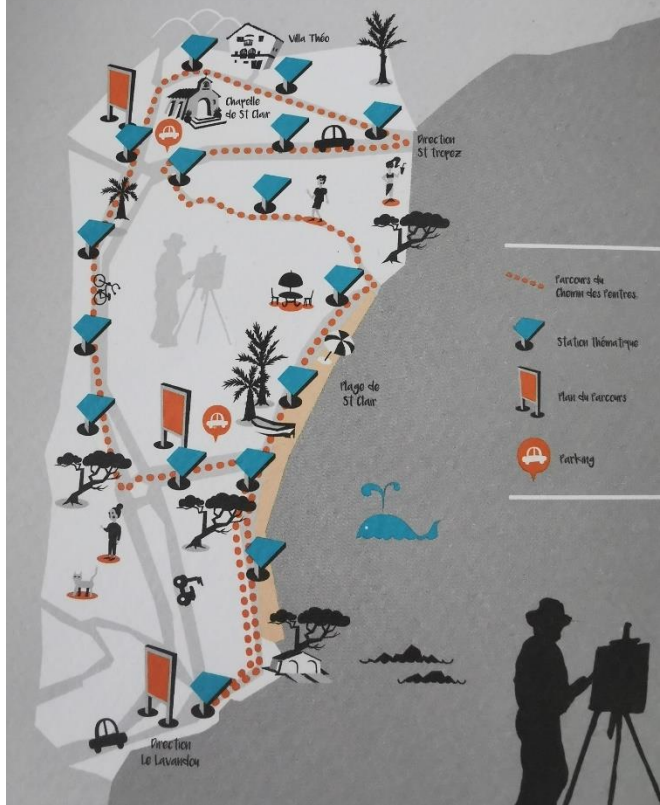 Villa Théo
Chapelle
de St Clair
Direction
St Tropez
Parcours du
Chemin des Peintres
Station thématique
Plage de
St Clair
Plan du Parcours
Parking
Direction
Le Lavandou